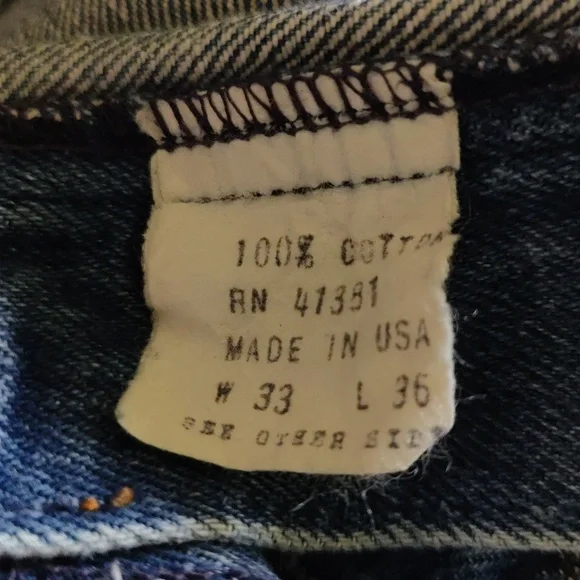 100% COTTON
RN 41381
MADE IN USA
W 33 L 36
SEE OTHER SIDE